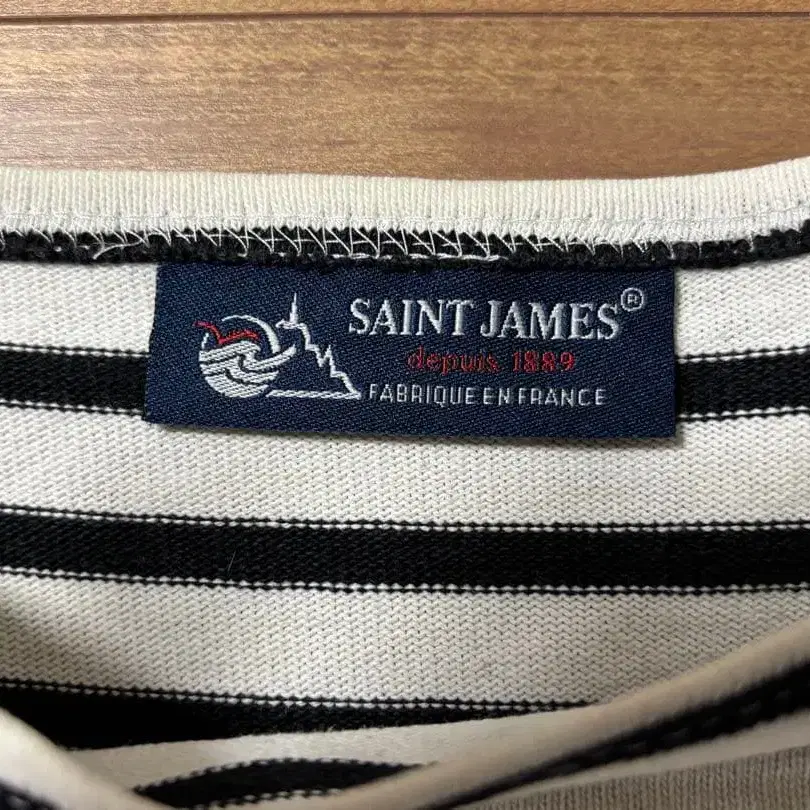 SAINT JAMES®
depuis 1889
FABRIQUE EN FRANCE